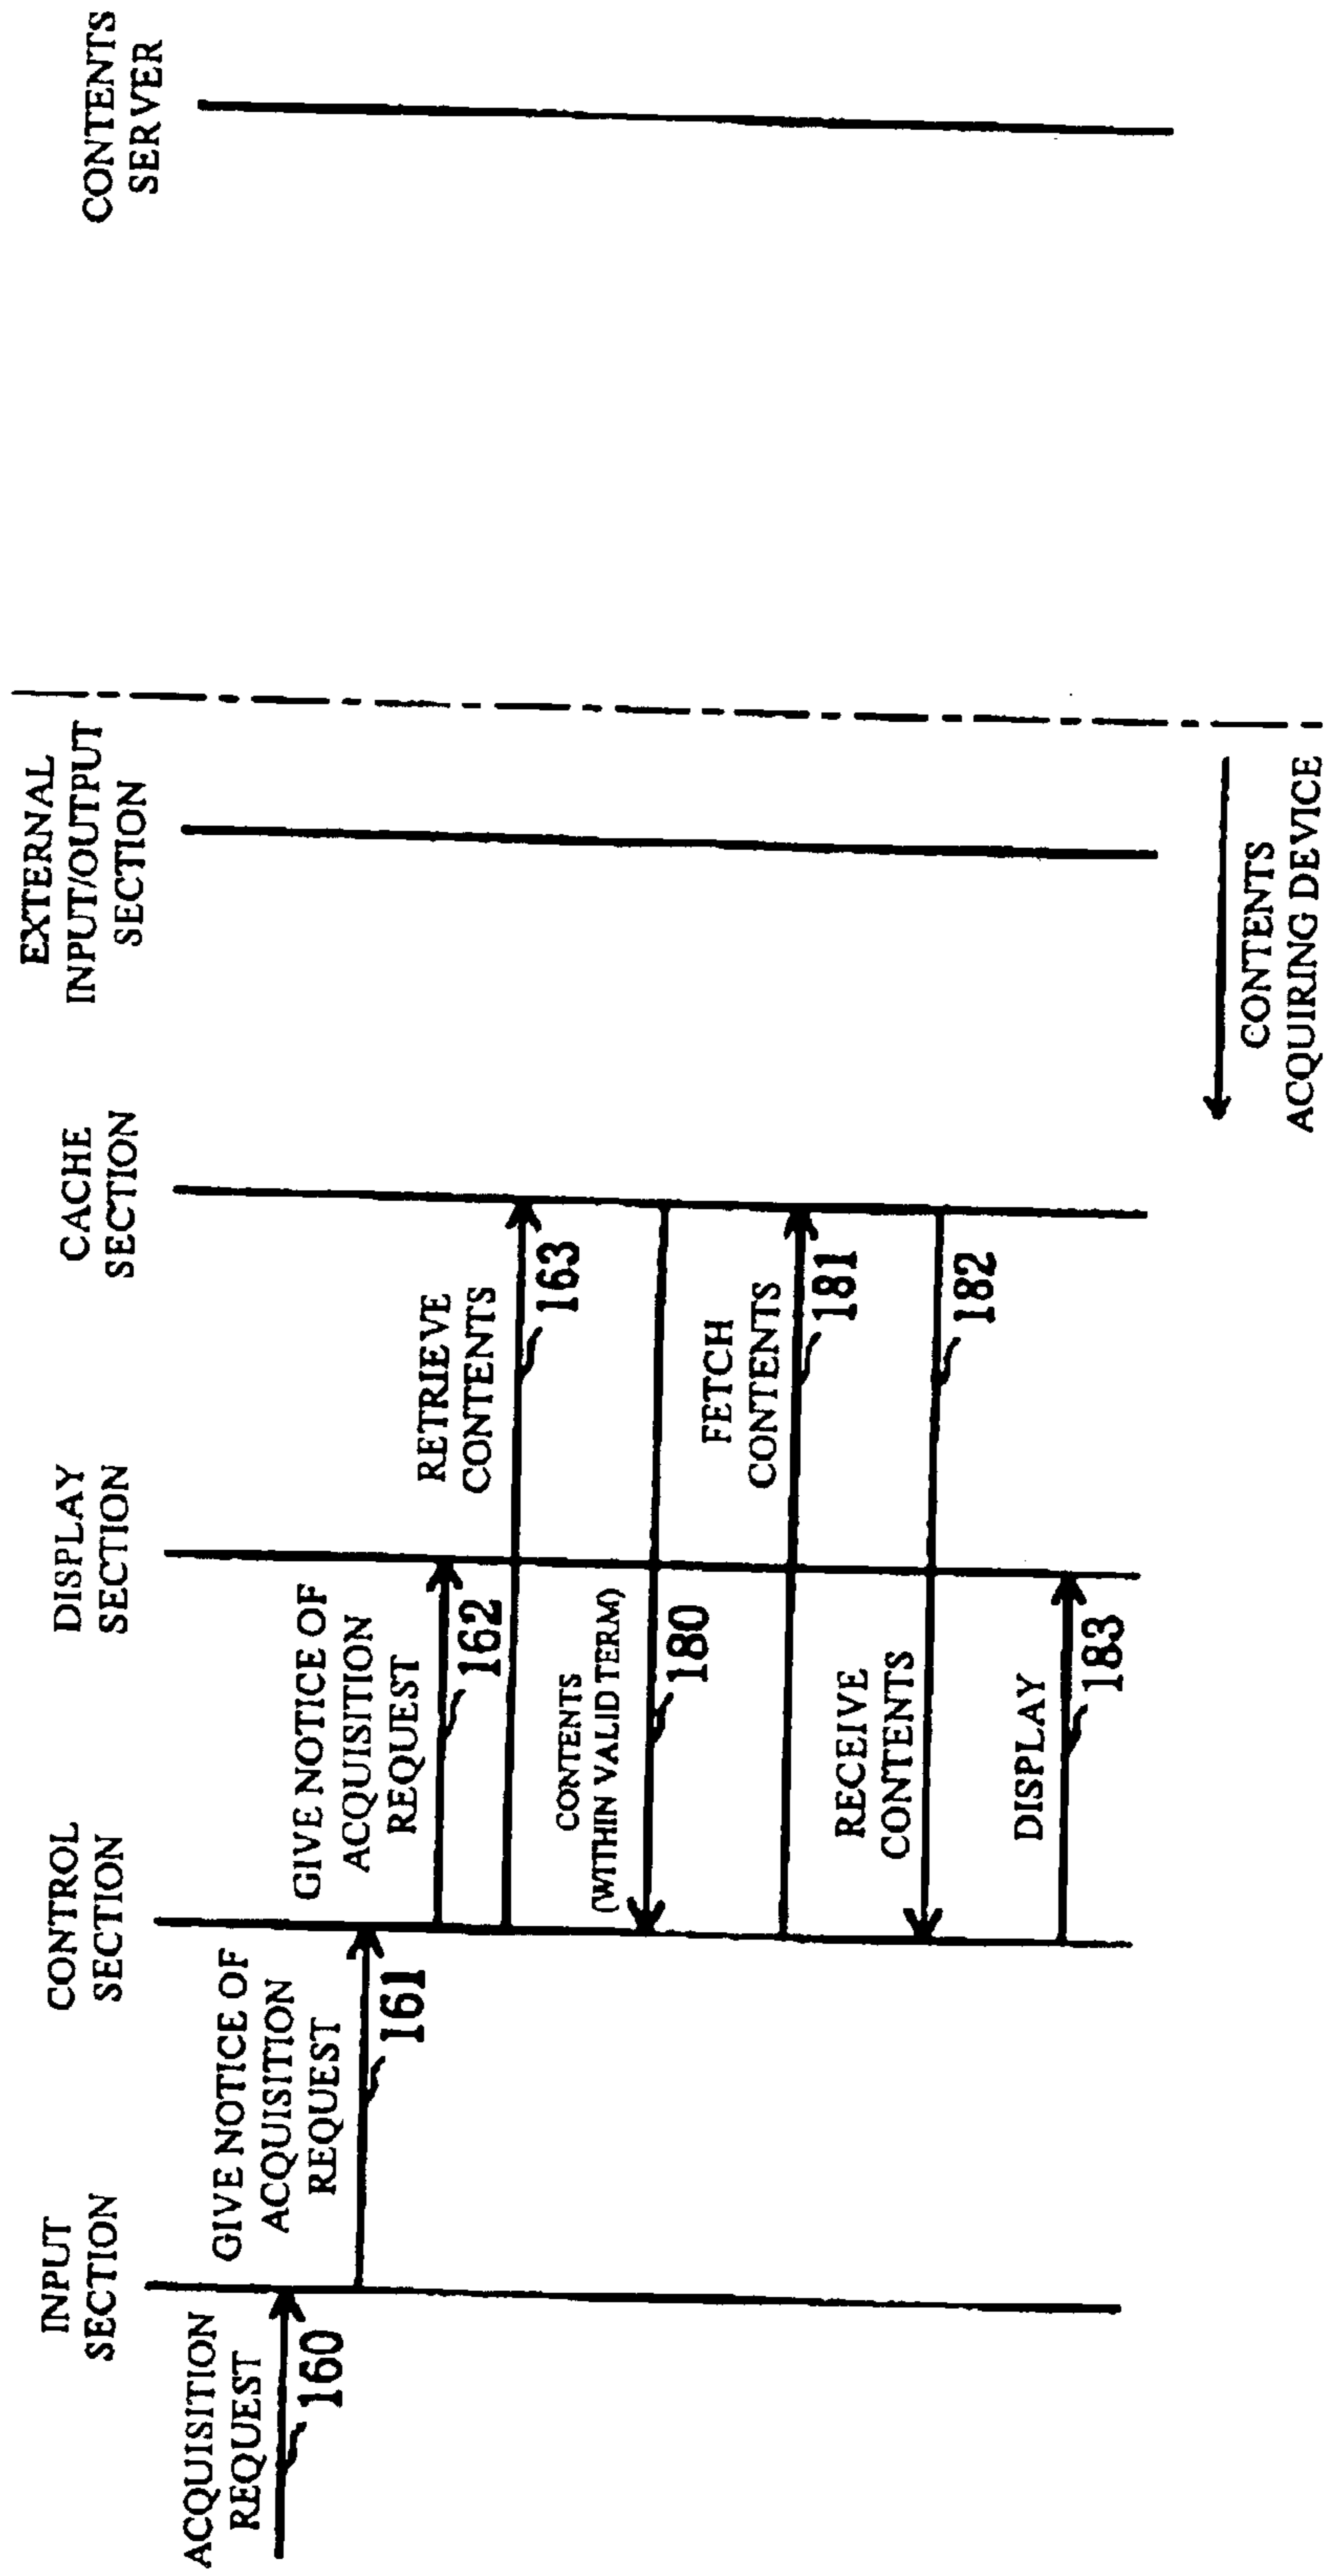 INPUT
SECTION
CONTROL
SECTION
DISPLAY
SECTION
CACHE
SECTION
EXTERNAL
INPUT/OUTPUT
SECTION
CONTENTS
SERVER
ACQUISITION
REQUEST
160
GIVE NOTICE OF
ACQUISITION
REQUEST
161
GIVE NOTICE OF
ACQUISITION
REQUEST
162
RETRIEVE
CONTENTS
163
CONTENTS
(WITHIN VALID TERM)
180
FETCH
CONTENTS
181
RECEIVE
CONTENTS
182
DISPLAY
183
CONTENTS
ACQUIRING DEVICE